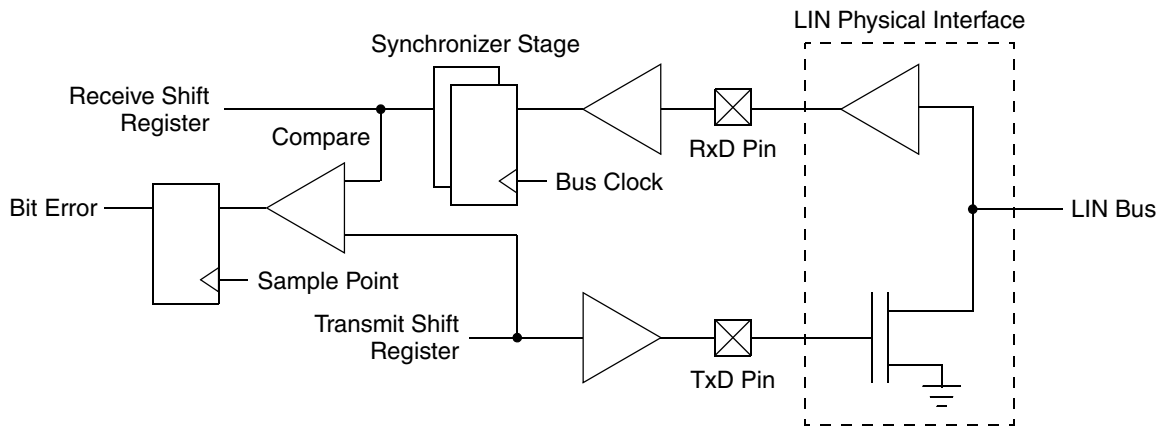 LIN Physical Interface
Synchronizer Stage
Receive Shift
Register
Compare
RxD Pin
Bus Clock
Bit Error
LIN Bus
Sample Point
Transmit Shift
Register
TxD Pin